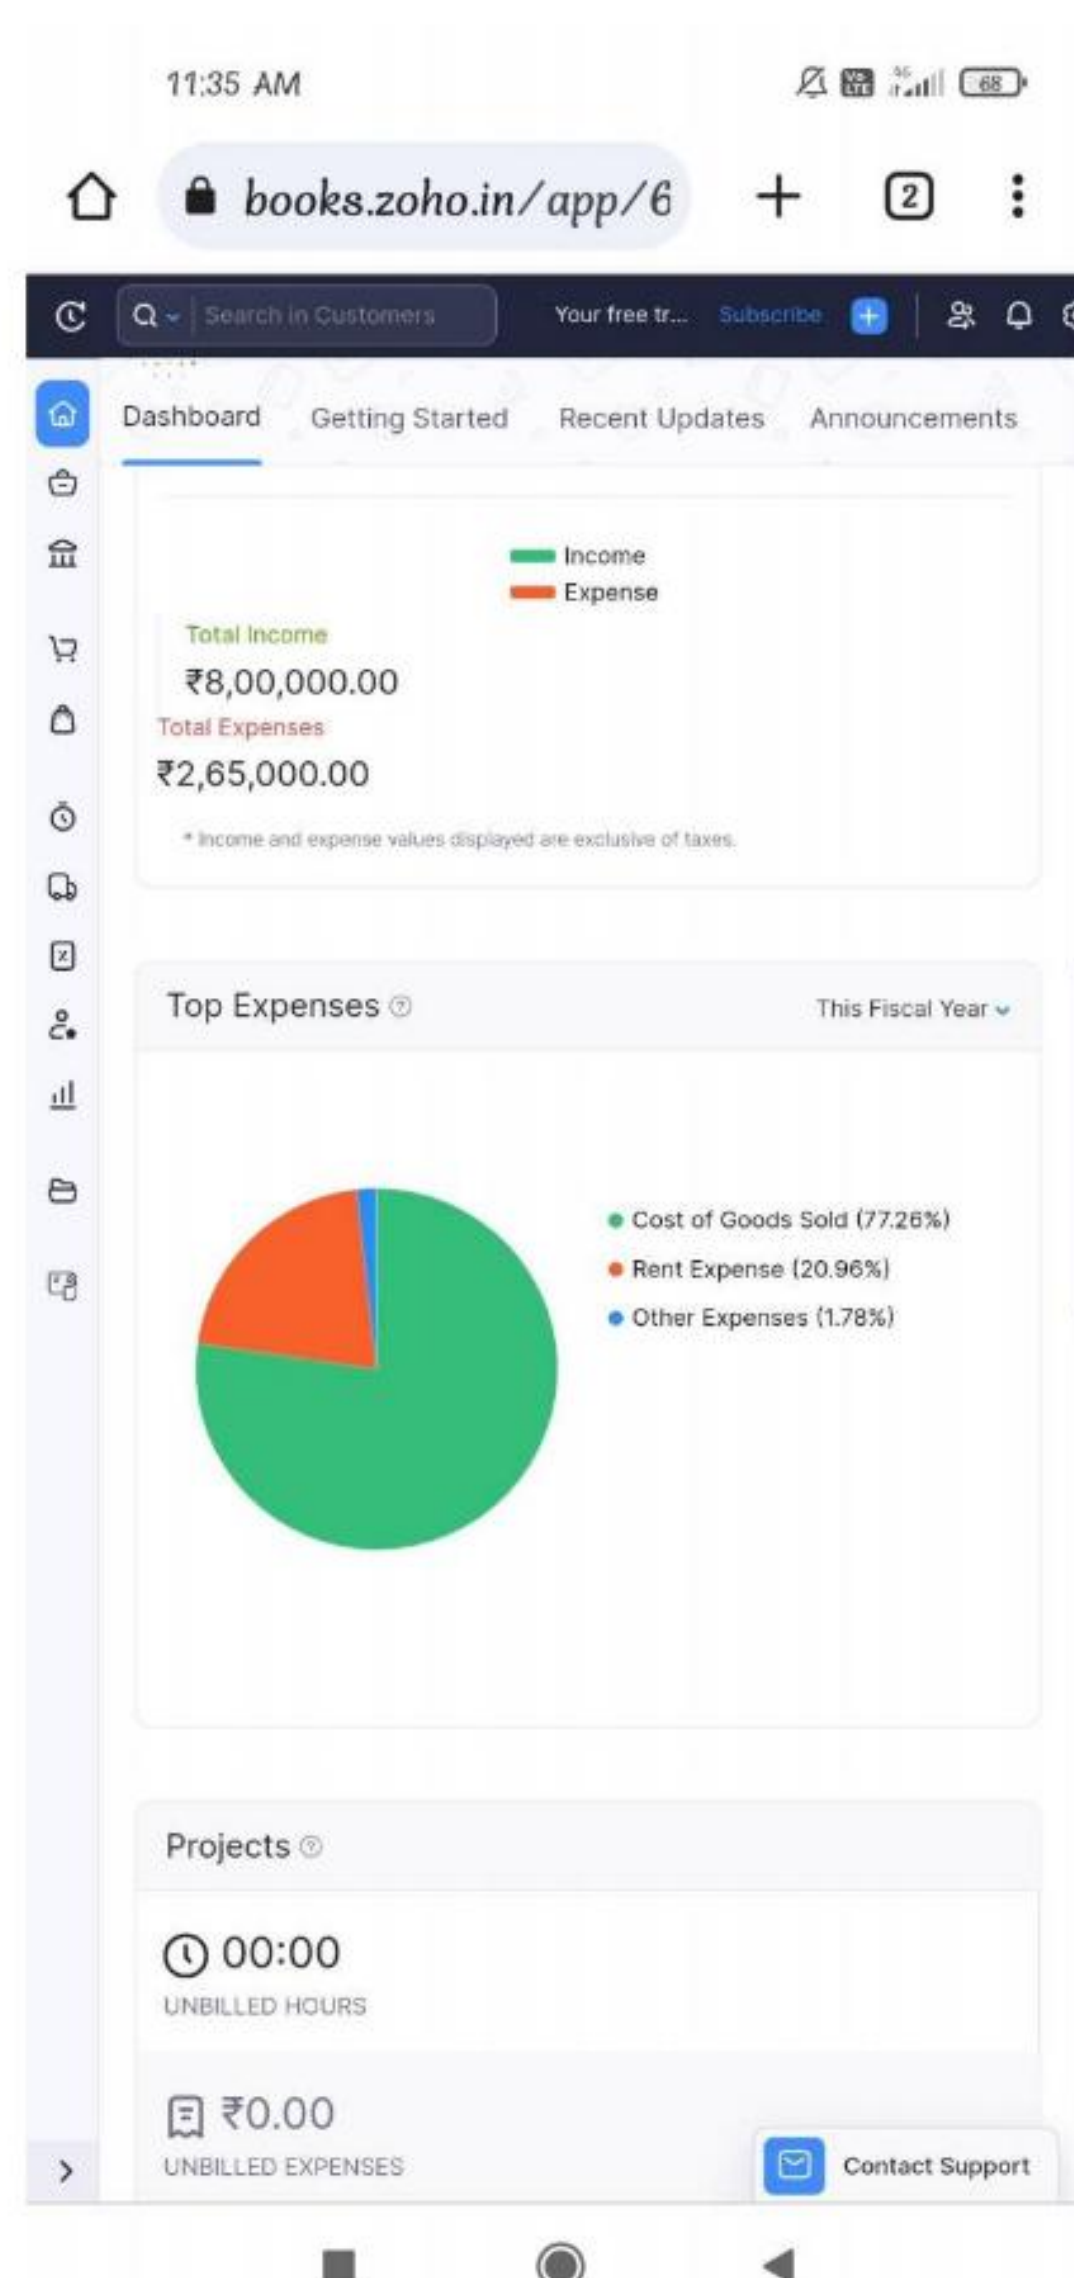 11:35 AM
68
books.zoho.in/app/6
2
Search in Customers
Your free tr...
Subscribe
Dashboard
Getting Started
Recent Updates
Announcements
Income
Expense
Total Income
₹8,00,000.00
Total Expenses
₹2,65,000.00
* Income and expense values displayed are exclusive of taxes.
Top Expenses
This Fiscal Year
Cost of Goods Sold (77.26%)
Rent Expense (20.96%)
Other Expenses (1.78%)
Projects
00:00
UNBILLED HOURS
₹0.00
UNBILLED EXPENSES
Contact Support